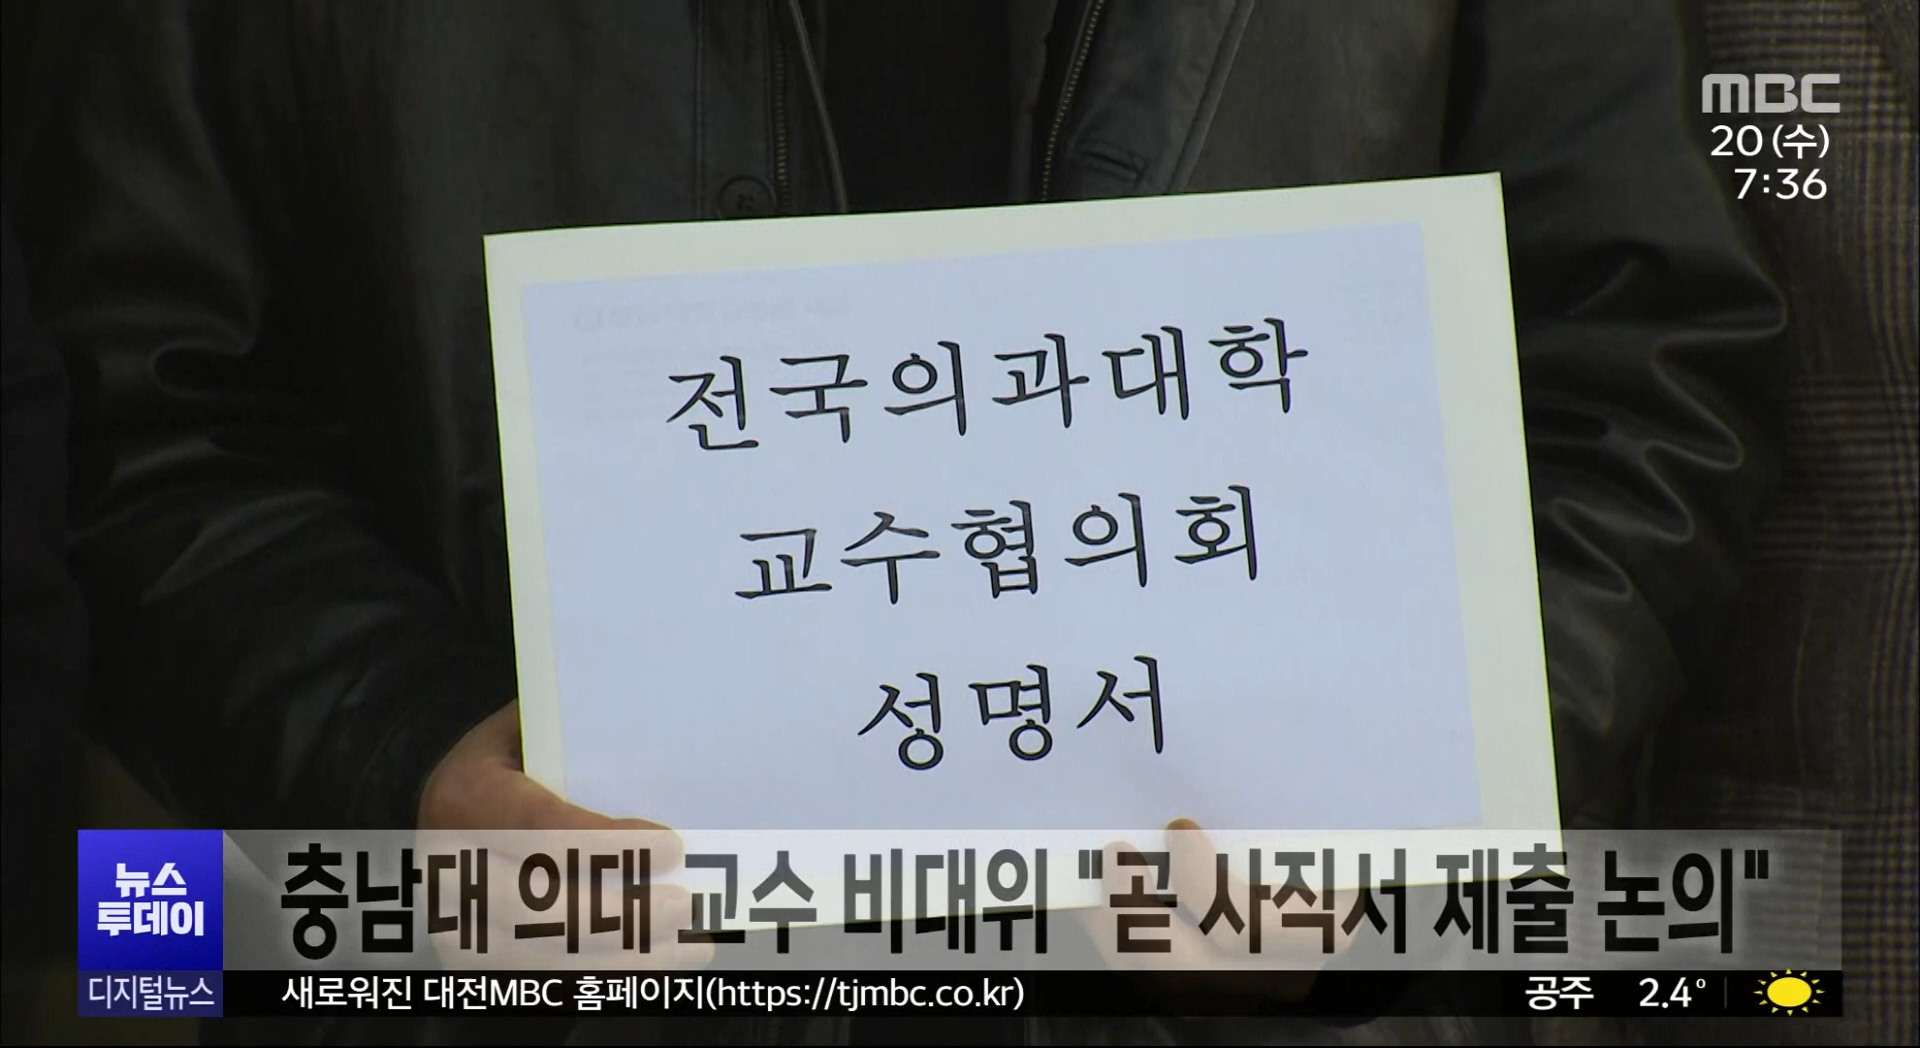 MBC
20 (수)
7:36
전국의과대학
교수협의회
성명서
뉴스
투데이
충남대 의대 교수 비대위 "곧 사직서 제출 논의"
디지털뉴스
새로워진 대전MBC 홈페이지(https://tjmbc.co.kr)
공주 2.4°